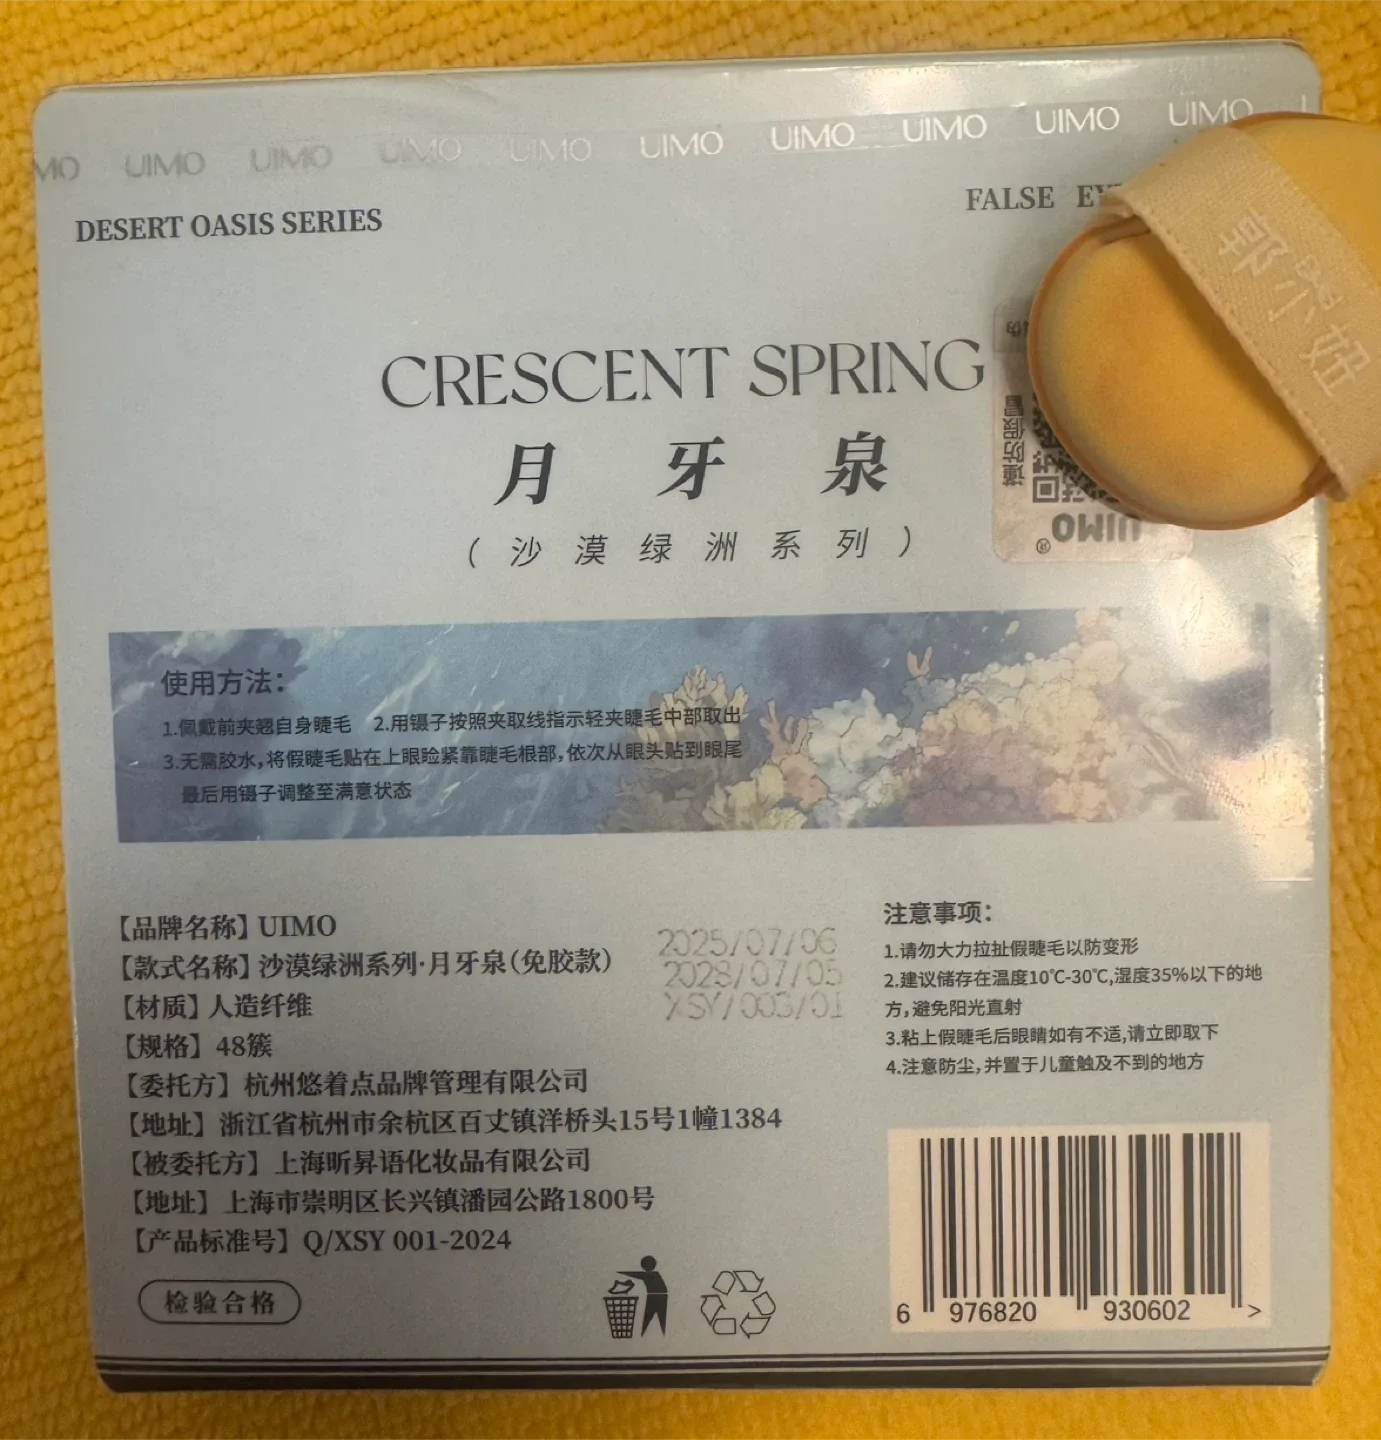 UIMO UIMO UIMO UIMO UIMO UIMO UIMO UIMO
DESERT OASIS SERIES
FALSE
郭小妞
CRESCENT SPRING
月牙泉
(沙漠绿洲系列)
谨防假冒
UIMO®
使用方法:
1.佩戴前夹翘自身睫毛 2.用镊子按照夹取线指示轻夹睫毛中部取出
3.无需胶水,将假睫毛贴在上眼睑紧靠睫毛根部,依次从眼头贴到眼尾
最后用镊子调整至满意状态
【品牌名称】UIMO
【款式名称】沙漠绿洲系列·月牙泉(免胶款)
【材质】人造纤维
【规格】48簇
【委托方】杭州悠着点品牌管理有限公司
【地址】浙江省杭州市余杭区百丈镇洋桥头15号1幢1384
【被委托方】上海昕昇语化妆品有限公司
【地址】上海市崇明区长兴镇潘园公路1800号
【产品标准号】Q/XSY 001-2024
检验合格
2025/07/06
2028/07/05
XSY/003/01
注意事项:
1.请勿大力拉扯假睫毛以防变形
2.建议储存在温度10℃-30℃,湿度35%以下的地
方,避免阳光直射
3.粘上假睫毛后眼睛如有不适,请立即取下
4.注意防尘,并置于儿童触及不到的地方
6 976820 930602 >